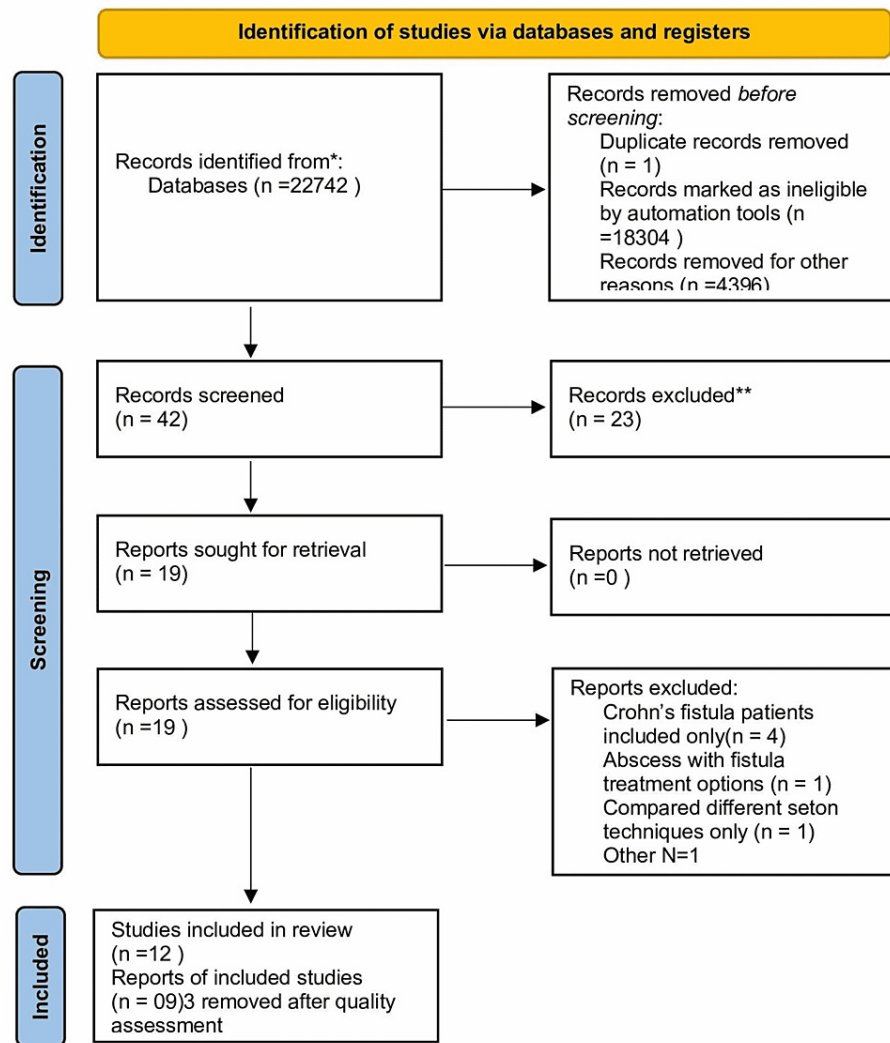 Identification of studies via databases and registers
Identification
Records identified from*:
Databases (n =22742 )
Records removed before
screening:
Duplicate records removed
(n = 1)
Records marked as ineligible
by automation tools (n
=18304 )
Records removed for other
reasons (n =4396)
Screening
Records screened
(n = 42)
Records excluded**
(n = 23)
Reports sought for retrieval
(n = 19)
Reports not retrieved
(n =0 )
Reports assessed for eligibility
(n =19 )
Reports excluded:
Crohn’s fistula patients
included only(n = 4)
Abscess with fistula
treatment options (n = 1)
Compared different seton
techniques only (n = 1)
Other N=1
Included
Studies included in review
(n =12 )
Reports of included studies
(n = 09)3 removed after quality
assessment